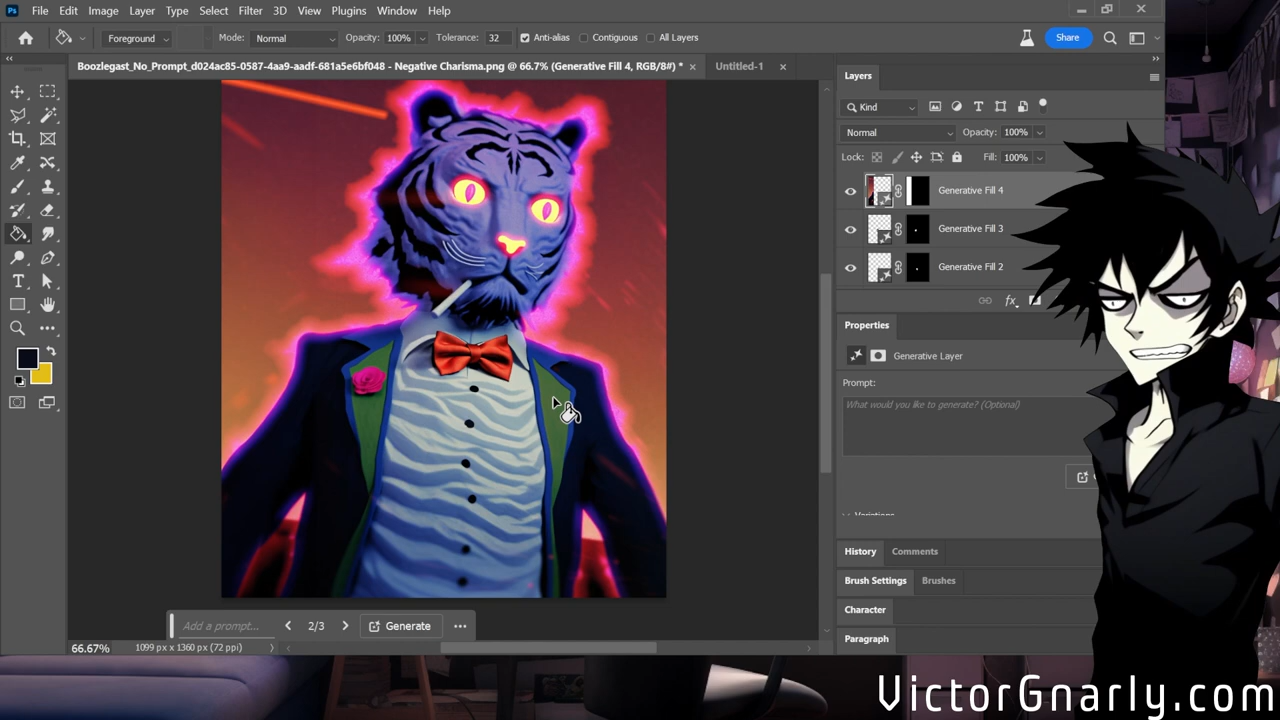 Ps File Edit Image Layer Type Select Filter 3D View Plugins Window Help
Foreground Mode: Normal Opacity: 100% Tolerance: 32 Anti-alias Contiguous All Layers Share
Boozlegast_No_Prompt_d024ac85-0587-4aa9-aadf-681a5e6bf048 - Negative Charisma.png @ 66.7% (Generative Fill 4, RGB/8#) * × Untitled-1 ×
Layers
Kind
Normal Opacity: 100%
Lock: Fill: 100%
Generative Fill 4
Generative Fill 3
Generative Fill 2
fx
Properties
Generative Layer
Prompt:
What would you like to generate? (Optional)
Variations
History Comments
Brush Settings Brushes
Character
Paragraph
Add a prompt... 2/3 Generate
66.67% 1099 px x 1360 px (72 ppi)
VictorGnarly.com